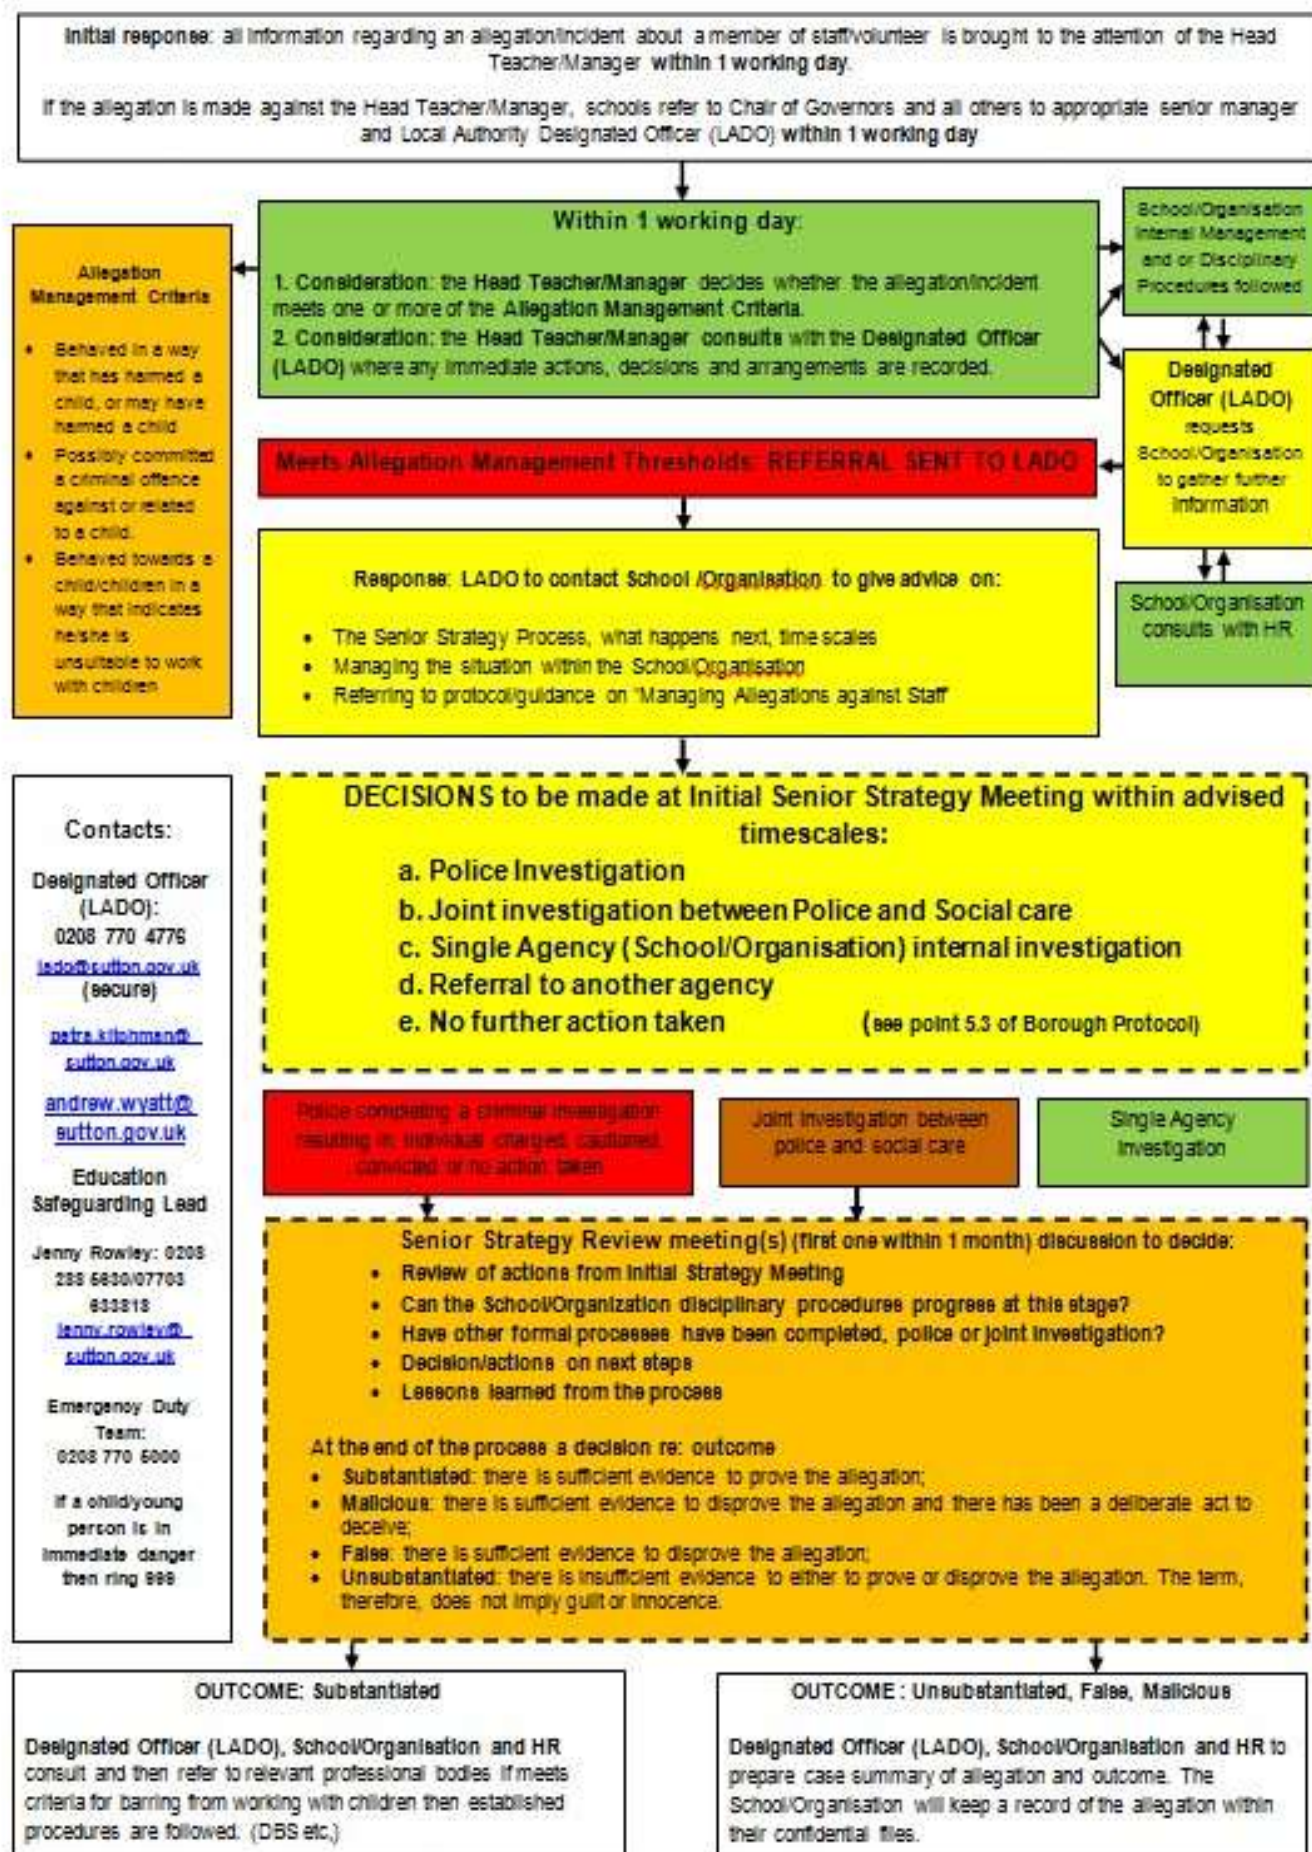 Initial response: all information regarding an allegation/incident about a member of staff/volunteer is brought to the attention of the Head
Teacher/Manager within 1 working day.
If the allegation is made against the Head Teacher/Manager, schools refer to Chair of Governors and all others to appropriate senior manager
and Local Authority Designated Officer (LADO) within 1 working day
Within 1 working day:
1. Consideration: the Head Teacher/Manager decides whether the allegation/incident
meets one or more of the Allegation Management Criteria.
2. Consideration: the Head Teacher/Manager consults with the Designated Officer
(LADO) where any immediate actions, decisions and arrangements are recorded.
School/Organisation
Internal Management
and or Disciplinary
Procedures followed
Allegation
Management Criteria
• Behaved in a way
that has harmed a
child, or may have
harmed a child
• Possibly committed
a criminal offence
against or related
to a child.
• Behaved towards a
child/children in a
way that indicates
he/she is
unsuitable to work
with children
Designated
Officer (LADO)
requests
School/Organisation
to gather further
information
Meets Allegation Management Thresholds: REFERRAL SENT TO LADO
School/Organisation
consults with HR
Response: LADO to contact School /Organisation to give advice on:
• The Senior Strategy Process, what happens next, time scales
• Managing the situation within the School/Organisation
• Referring to protocol/guidance on "Managing Allegations against Staff
DECISIONS to be made at Initial Senior Strategy Meeting within advised
timescales:
a. Police Investigation
b. Joint investigation between Police and Social care
c. Single Agency (School/Organisation) internal investigation
d. Referral to another agency
e. No further action taken (see point 5.3 of Borough Protocol)
Contacts:
Designated Officer
(LADO):
0208 770 4776
lado@sutton.gov.uk
(secure)
petra.kitchman@
sutton.gov.uk
andrew.wyatt@
sutton.gov.uk
Education
Safeguarding Lead
Jenny Rowley: 0208
288 5630/07703
633818
jenny.rowley@
sutton.gov.uk
Emergency Duty
Team:
0208 770 5000
If a child/young
person is in
immediate danger
then ring 999
Police completing a criminal investigation
resulting in individual charged, cautioned,
convicted or no action taken
Joint investigation between
police and social care
Single Agency
Investigation
Senior Strategy Review meeting(s) (first one within 1 month) discussion to decide:
• Review of actions from Initial Strategy Meeting
• Can the School/Organization disciplinary procedures progress at this stage?
• Have other formal processes have been completed, police or joint investigation?
• Decision/actions on next steps
• Lessons learned from the process
At the end of the process a decision re: outcome
• Substantiated: there is sufficient evidence to prove the allegation;
• Malicious: there is sufficient evidence to disprove the allegation and there has been a deliberate act to
deceive;
• False: there is sufficient evidence to disprove the allegation;
• Unsubstantiated: there is insufficient evidence to either to prove or disprove the allegation. The term,
therefore, does not imply guilt or innocence.
OUTCOME: Substantiated
Designated Officer (LADO), School/Organisation and HR
consult and then refer to relevant professional bodies if meets
criteria for barring from working with children then established
procedures are followed. (DBS etc,)
OUTCOME : Unsubstantiated, False, Malicious
Designated Officer (LADO), School/Organisation and HR to
prepare case summary of allegation and outcome. The
School/Organisation will keep a record of the allegation within
their confidential files.